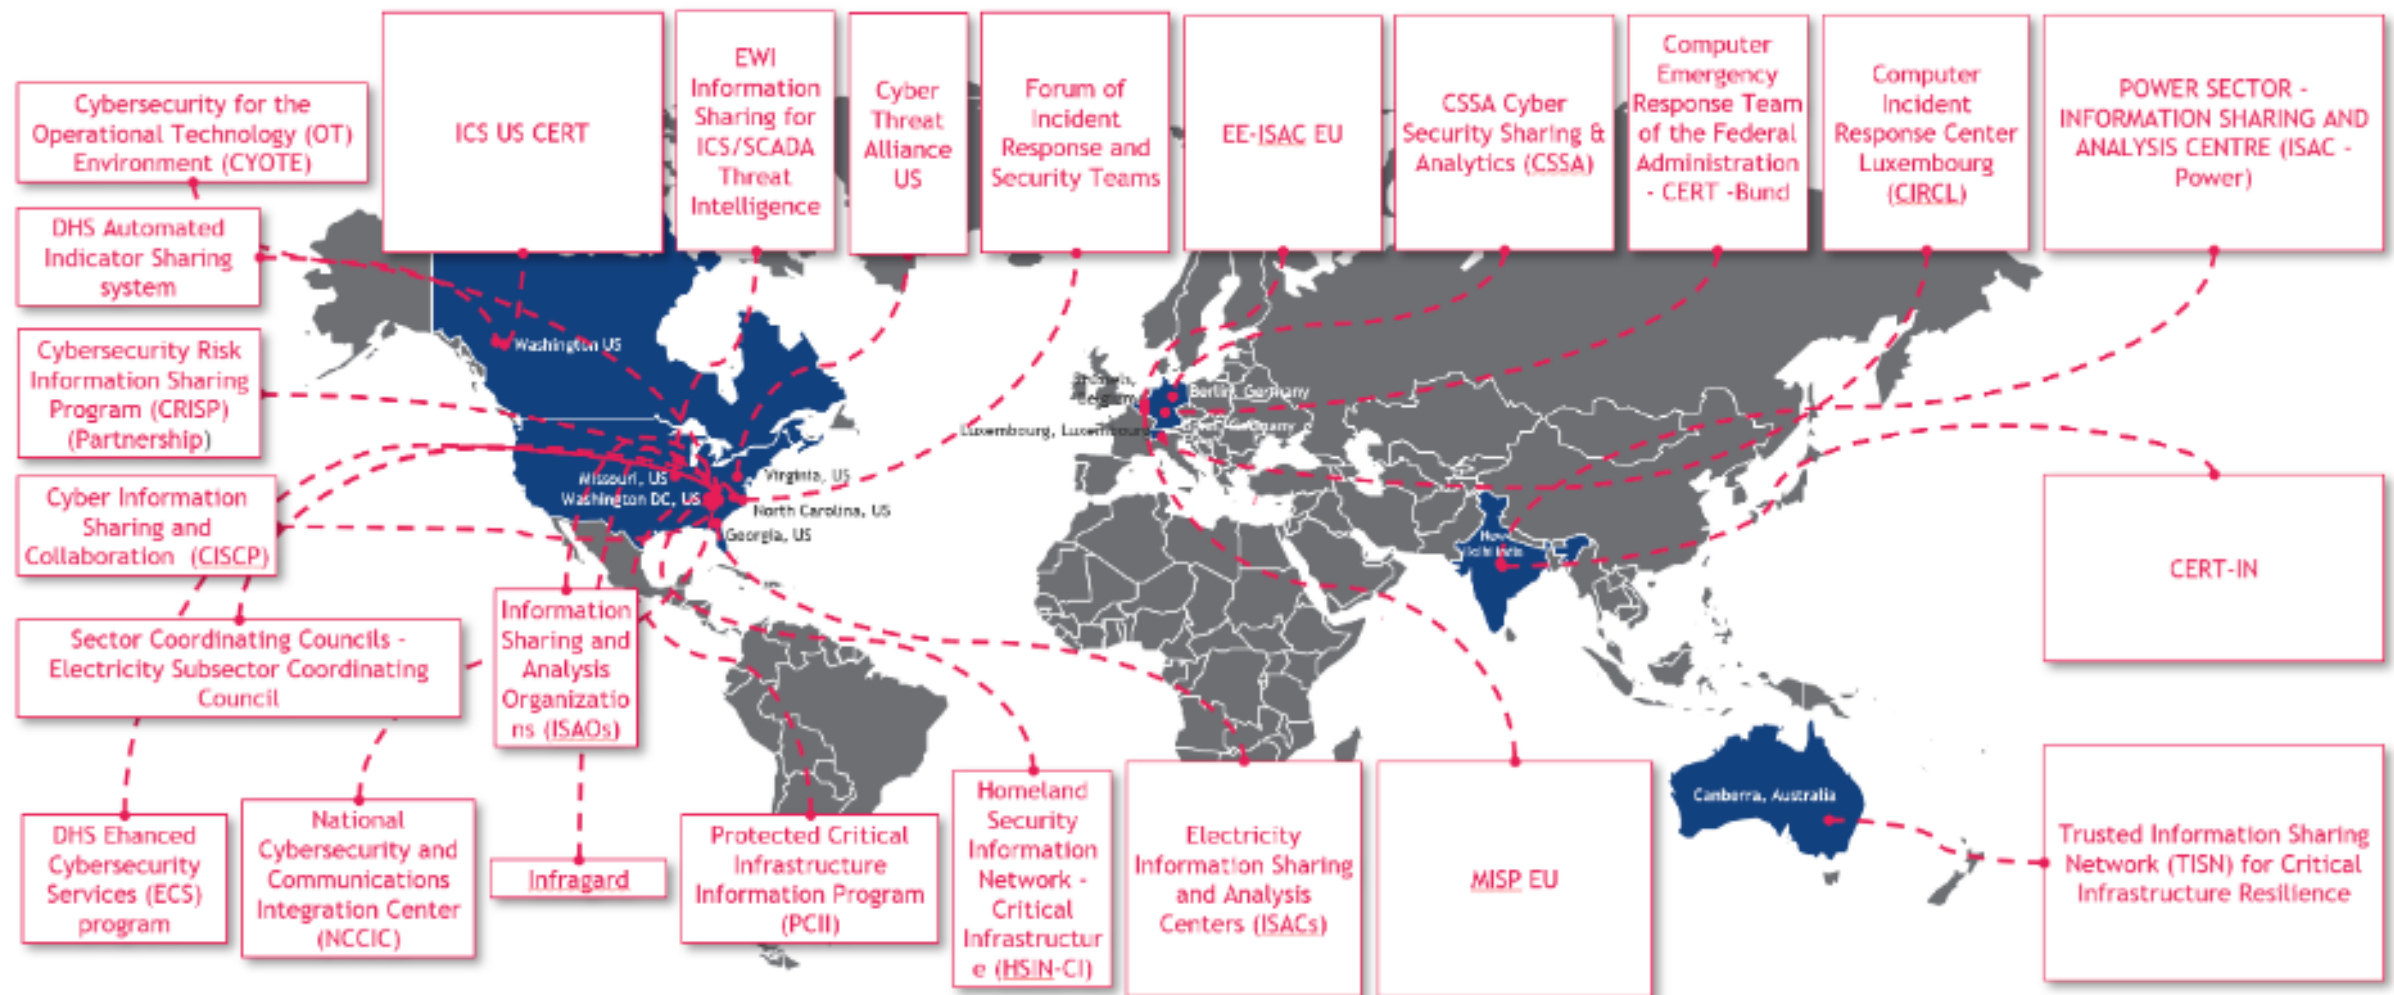 Cybersecurity for the
Operational Technology (OT)
Environment (CYOTE)
ICS US CERT
EWI
Information
Sharing for
ICS/SCADA
Threat
Intelligence
Cyber
Threat
Alliance
US
Forum of
Incident
Response and
Security Teams
EE-ISAC EU
CSSA Cyber
Security Sharing &
Analytics (CSSA)
Computer
Emergency
Response Team
of the Federal
Administration
- CERT -Bund
Computer
Incident
Response Center
Luxembourg
(CIRCL)
POWER SECTOR -
INFORMATION SHARING AND
ANALYSIS CENTRE (ISAC -
Power)
DHS Automated
Indicator Sharing
system
Cybersecurity Risk
Information Sharing
Program (CRISP)
(Partnership)
Cyber Information
Sharing and
Collaboration (CISCP)
Sector Coordinating Councils -
Electricity Subsector Coordinating
Council
DHS Ehanced
Cybersecurity
Services (ECS)
program
National
Cybersecurity and
Communications
Integration Center
(NCCIC)
Information
Sharing and
Analysis
Organizatio
ns (ISAOs)
Infragard
Protected Critical
Infrastructure
Information Program
(PCII)
Homeland
Security
Information
Network -
Critical
Infrastructur
e (HSIN-CI)
Electricity
Information Sharing
and Analysis
Centers (ISACs)
MISP EU
CERT-IN
Trusted Information Sharing
Network (TISN) for Critical
Infrastructure Resilience
Washington US
Missouri, US
Washington DC, US
Virginia, US
North Carolina, US
Georgia, US
Brussels,
Belgium
Berlin, Germany
Luxembourg, Luxembourg
Germany
New
Delhi India
Canberra, Australia